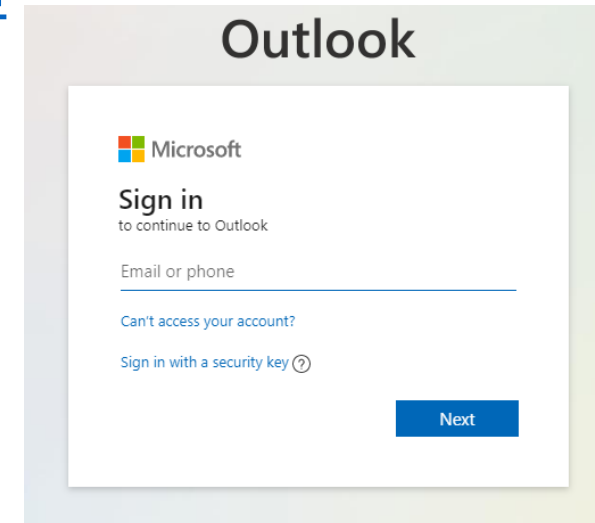 Outlook
Microsoft
Sign in
to continue to Outlook
Email or phone
Can't access your account?
Sign in with a security key
Next